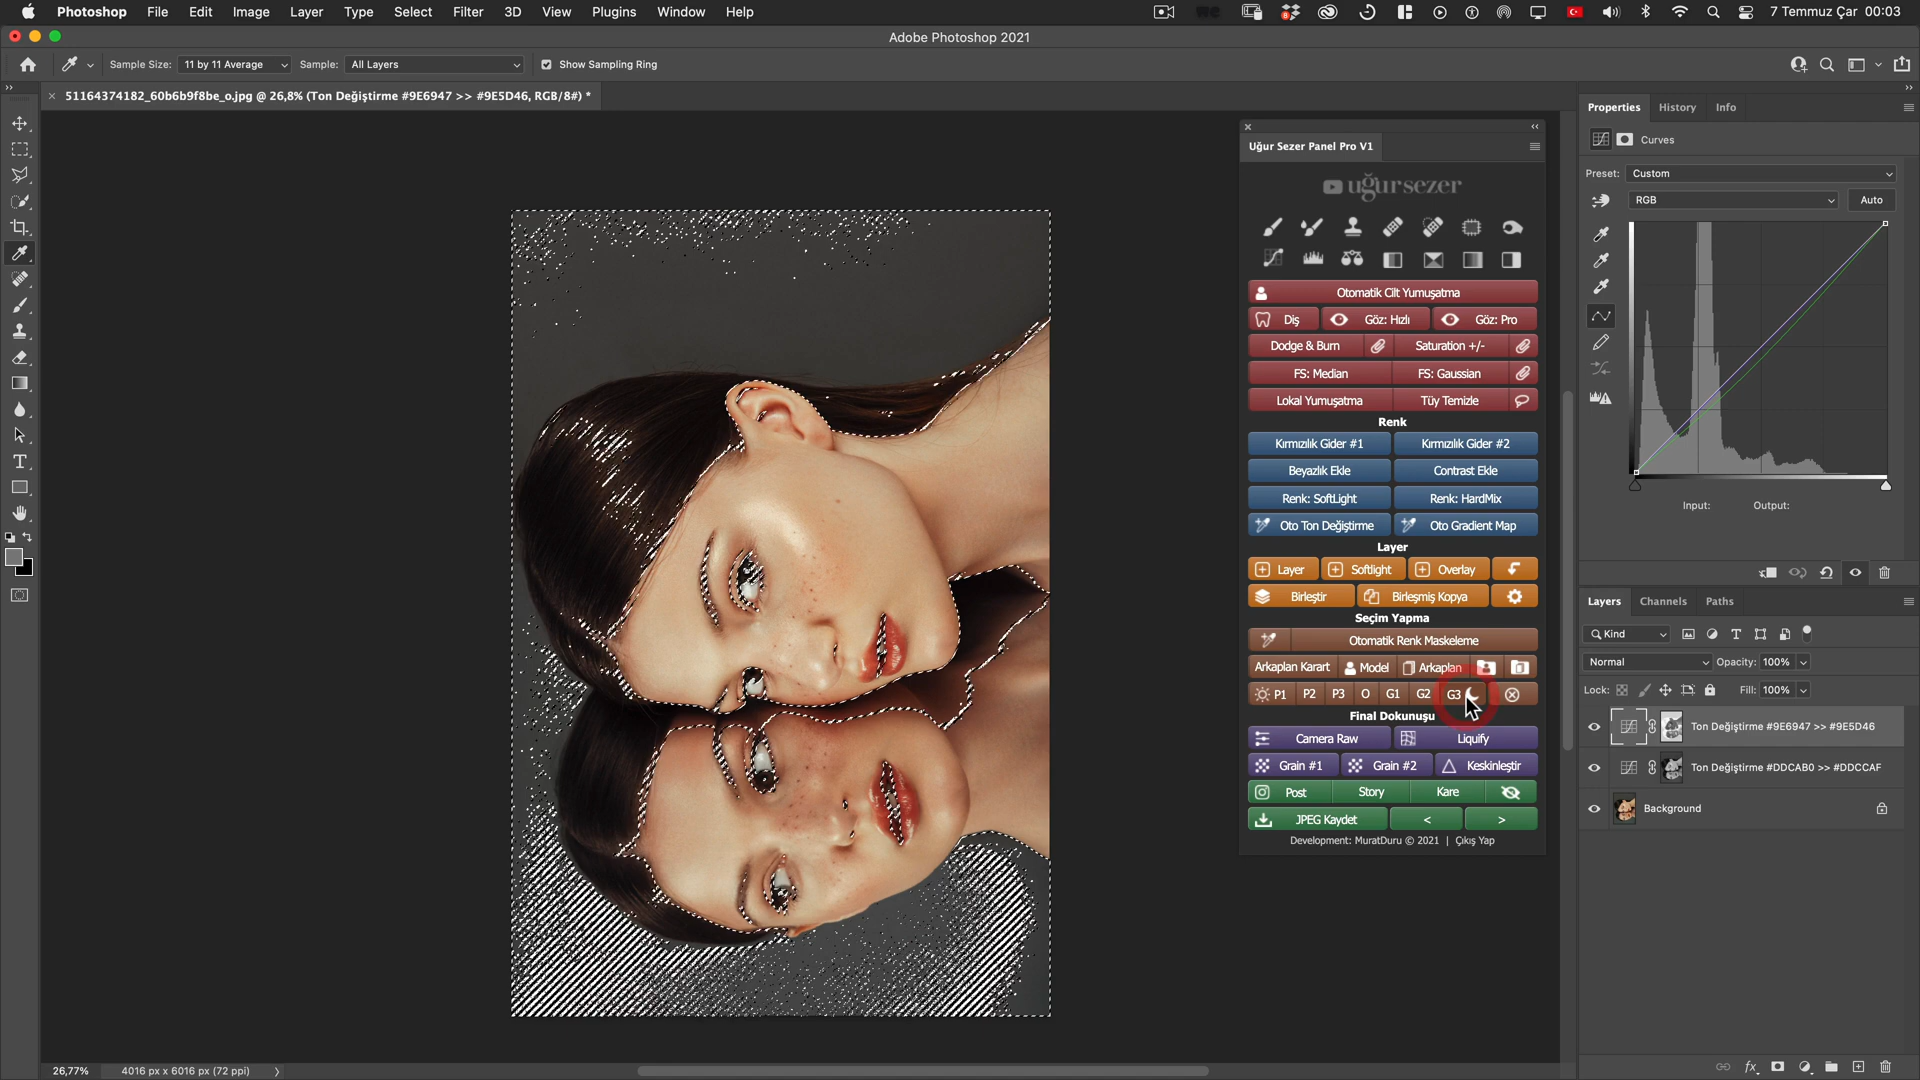 Photoshop File Edit Image Layer Type Select Filter 3D View Plugins Window Help 7 Temmuz Çar 00:03
Adobe Photoshop 2021
Sample Size: 11 by 11 Average Sample: All Layers Show Sampling Ring
51164374182_60b6b9f8be_o.jpg @ 26,8% (Ton Değiştirme #9E6947 >> #9E5D46, RGB/8#) *
Uğur Sezer Panel Pro V1
uğursezer
Otomatik Cilt Yumuşatma
Diş Göz: Hızlı Göz: Pro
Dodge & Burn Saturation +/-
FS: Median FS: Gaussian
Lokal Yumuşatma Tüy Temizle
Renk
Kırmızılık Gider #1 Kırmızılık Gider #2
Beyazlık Ekle Contrast Ekle
Renk: SoftLight Renk: HardMix
Oto Ton Değiştirme Oto Gradient Map
Layer
Layer Softlight Overlay
Birleştir Birleşmiş Kopya
Seçim Yapma
Otomatik Renk Maskeleme
Arkaplan Karart Model Arkaplan
P1 P2 P3 O G1 G2 G3
Final Dokunuşu
Camera Raw Liquify
Grain #1 Grain #2 Keskinleştir
Post Story Kare
JPEG Kaydet < >
Development: MuratDuru © 2021 | Çıkış Yap
Properties History Info
Curves
Preset: Custom
RGB Auto
Input: Output:
Layers Channels Paths
Kind
Normal Opacity: 100%
Lock: Fill: 100%
Ton Değiştirme #9E6947 >> #9E5D46
Ton Değiştirme #DDCAB0 >> #DDCCAF
Background
26,77% 4016 px x 6016 px (72 ppi)